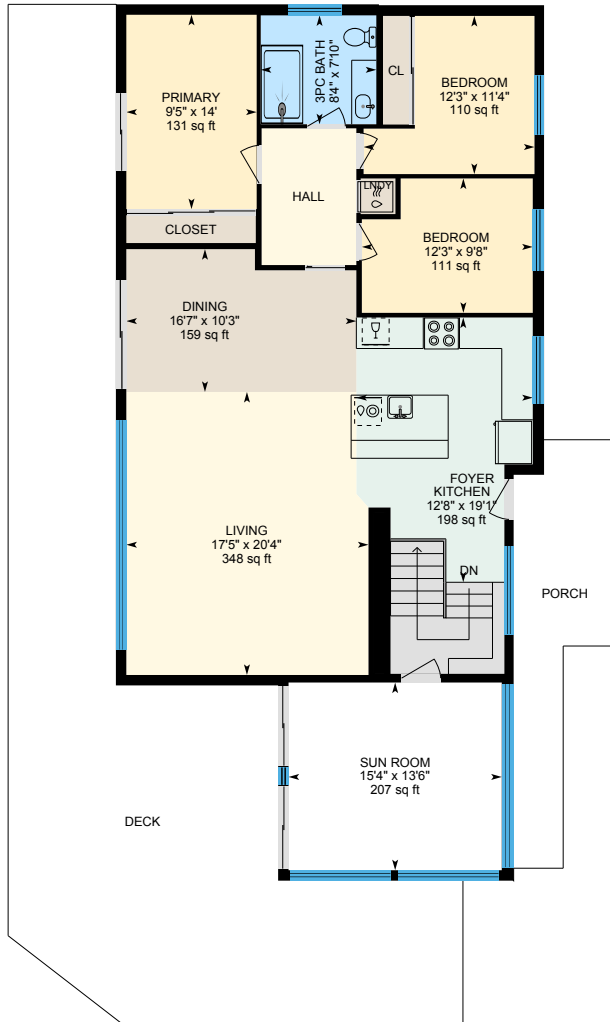 PRIMARY
9'5" x 14'
131 sq ft
3PC BATH
8'4" x 7'10"
CL
BEDROOM
12'3" x 11'4"
110 sq ft
LNDY
HALL
CLOSET
BEDROOM
12'3" x 9'8"
111 sq ft
DINING
16'7" x 10'3"
159 sq ft
FOYER
KITCHEN
12'8" x 19'1"
198 sq ft
LIVING
17'5" x 20'4"
348 sq ft
DN
PORCH
SUN ROOM
15'4" x 13'6"
207 sq ft
DECK